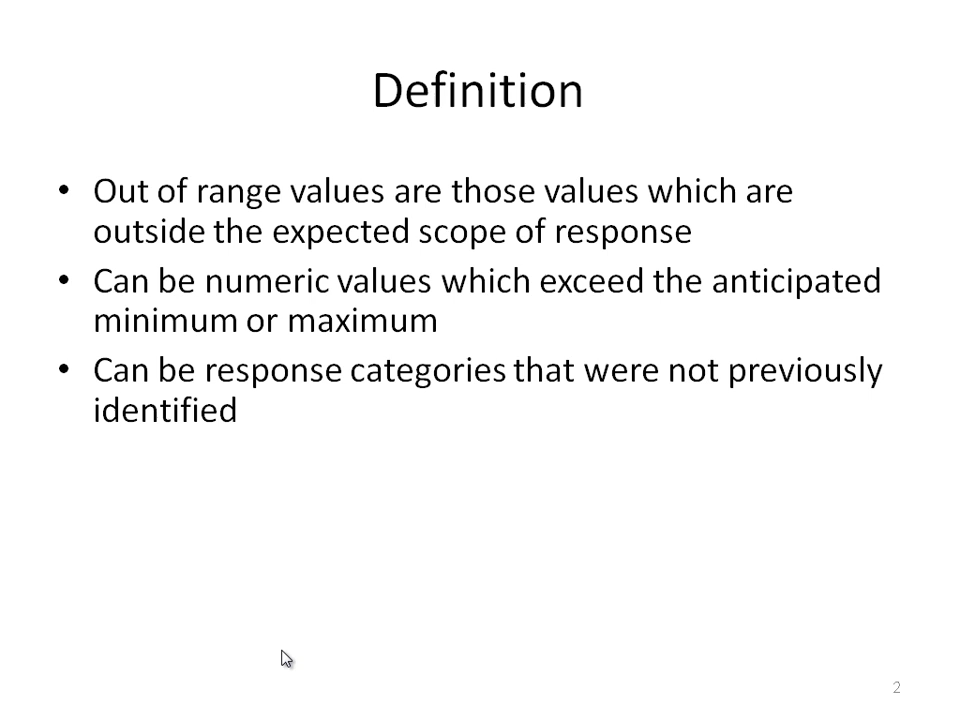 Definition
• Out of range values are those values which are
outside the expected scope of response
• Can be numeric values which exceed the anticipated
minimum or maximum
• Can be response categories that were not previously
identified
2